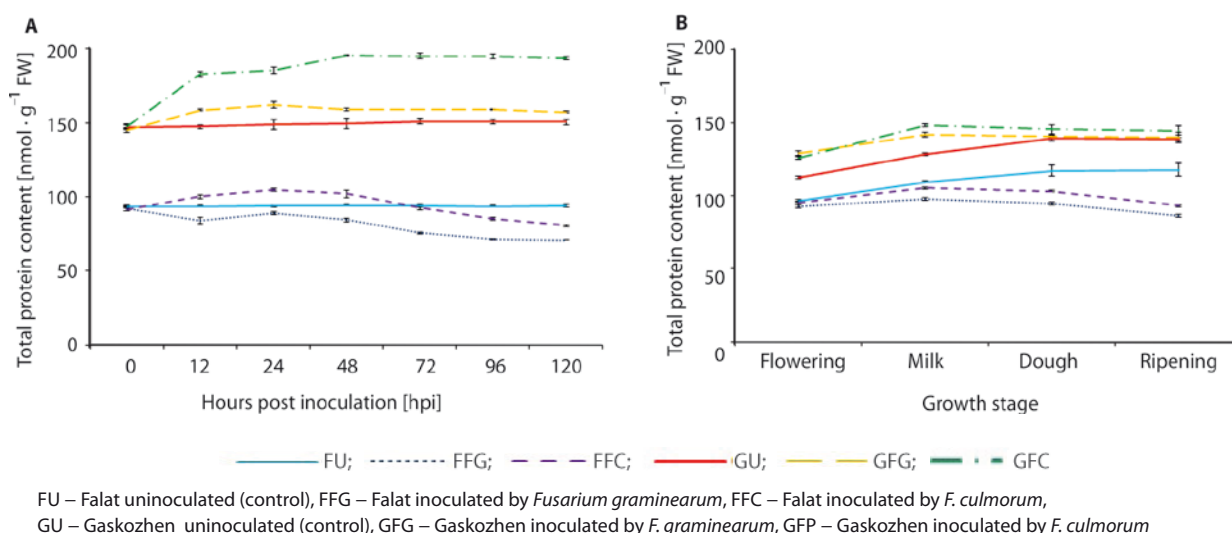 A
Total protein content [nmol · g⁻¹ FW]
200
150
100
50
0
0 12 24 48 72 96 120
Hours post inoculation [hpi]
B
Total protein content [nmol · g⁻¹ FW]
200
150
100
50
0
Flowering Milk Dough Ripening
Growth stage
FU; FFG; FFC; GU; GFG; GFC
FU – Falat uninoculated (control), FFG – Falat inoculated by Fusarium graminearum, FFC – Falat inoculated by F. culmorum,
GU – Gaskozhen uninoculated (control), GFG – Gaskozhen inoculated by F. graminearum, GFP – Gaskozhen inoculated by F. culmorum